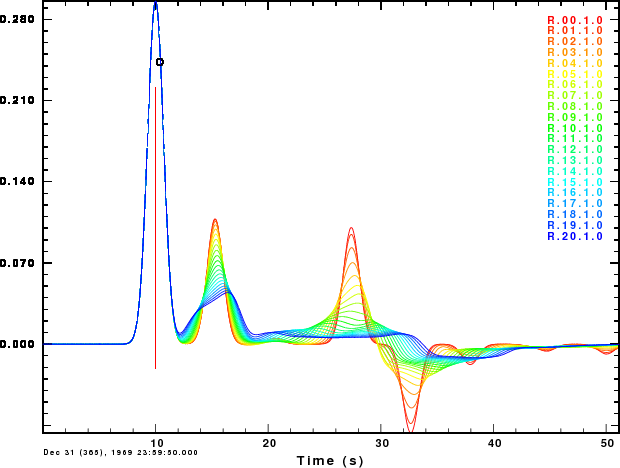 0.280
0.210
0.140
0.070
0.000
R.00.1.0
R.01.1.0
R.02.1.0
R.03.1.0
R.04.1.0
R.05.1.0
R.06.1.0
R.07.1.0
R.08.1.0
R.09.1.0
R.10.1.0
R.11.1.0
R.12.1.0
R.13.1.0
R.14.1.0
R.15.1.0
R.16.1.0
R.17.1.0
R.18.1.0
R.19.1.0
R.20.1.0
10 20 30 40 50
Dec 31 (365), 1969 23:59:50.000
Time (s)